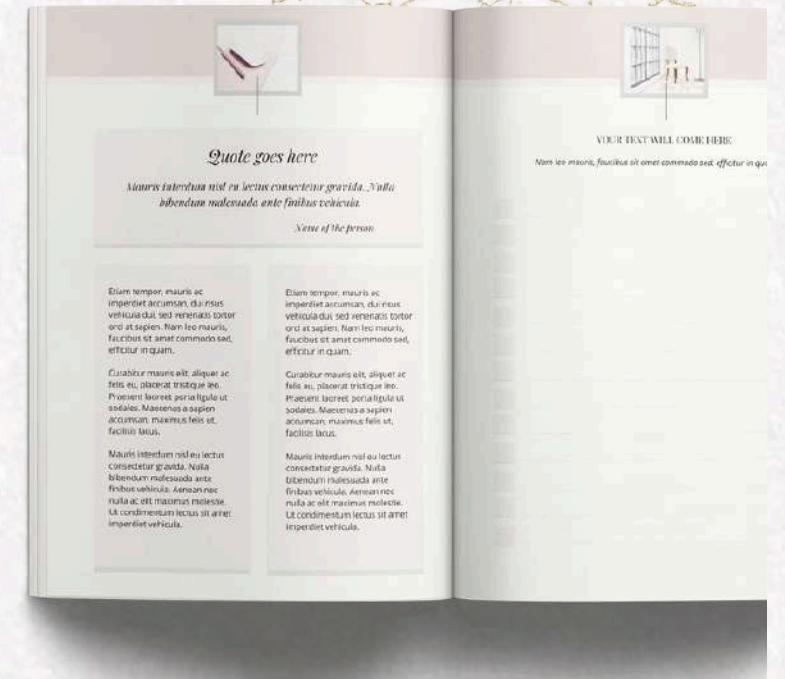 Quote goes here
Mauris interdum nisl eu lectus consectetur gravida. Nulla
bibendum malesuada ante finibus vehicula.
Name of the person
Etiam tempor, mauris ac
imperdiet accumsan, dui risus
vehicula dui, sed venenatis tortor
orci at sapien. Nam leo mauris,
faucibus sit amet commodo sed,
efficitur in quam.
Curabitur mauris elit, aliquet ac
felis eu, placerat tristique leo.
Praesent laoreet porta ligula ut
sodales. Maecenas a sapien
accumsan, maximus felis ut,
facilisis lacus.
Mauris interdum nisl eu lectus
consectetur gravida. Nulla
bibendum malesuada ante
finibus vehicula. Aenean nec
nulla ac elit maximus molestie.
Ut condimentum lectus sit amet
imperdiet vehicula.
Etiam tempor, mauris ac
imperdiet accumsan, dui risus
vehicula dui, sed venenatis tortor
orci at sapien. Nam leo mauris,
faucibus sit amet commodo sed,
efficitur in quam.
Curabitur mauris elit, aliquet ac
felis eu, placerat tristique leo.
Praesent laoreet porta ligula ut
sodales. Maecenas a sapien
accumsan, maximus felis ut,
facilisis lacus.
Mauris interdum nisl eu lectus
consectetur gravida. Nulla
bibendum malesuada ante
finibus vehicula. Aenean nec
nulla ac elit maximus molestie.
Ut condimentum lectus sit amet
imperdiet vehicula.
YOUR TEXT WILL COME HERE
Nam leo mauris, faucibus sit amet commodo sed, efficitur in qu